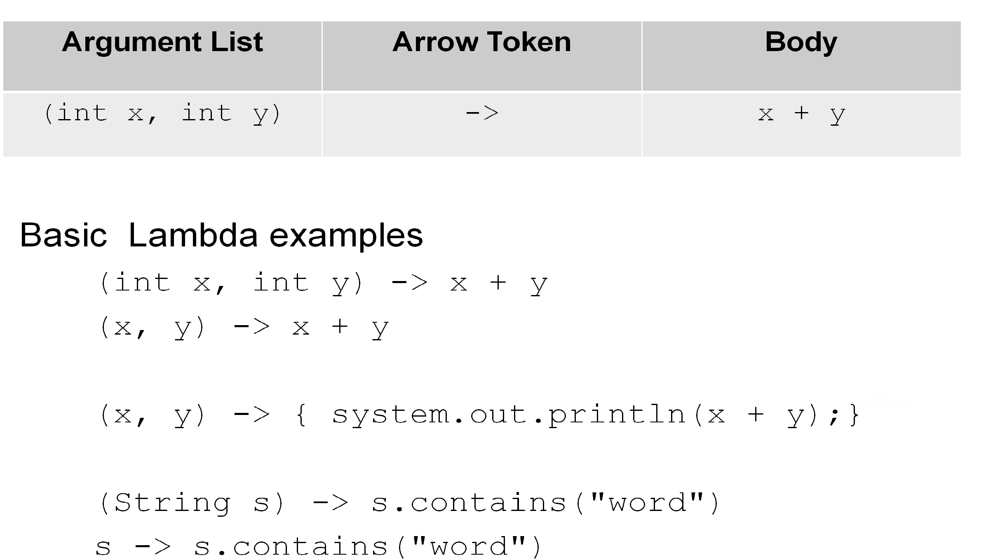 Argument List Arrow Token Body
(int x, int y) -> x + y
Basic  Lambda examples
(int x, int y) -> x + y
(x, y) -> x + y
(x, y) -> { system.out.println(x + y);}
(String s) -> s.contains("word")
s -> s.contains("word")